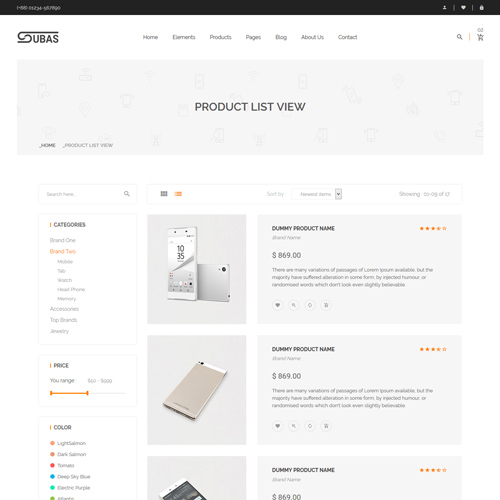 (+88) 01234-567890
SUBAS
Home Elements Products Pages Blog About Us Contact
02
PRODUCT LIST VIEW
_HOME _PRODUCT LIST VIEW
Search here..
Sort by: Newest items Showing : 01-09 of 17
CATEGORIES
Brand One
Brand Two
Mobile
Tab
Watch
Head Phone
Memory
Accessories
Top Brands
Jewelry
PRICE
You range :
COLOR
LightSalmon
Dark Salmon
Tomato
Deep Sky Blue
Electric Purple
Atlantis
DUMMY PRODUCT NAME
Brand Name
$ 869.00
There are many variations of passages of Lorem Ipsum available, but the
majority have suffered alteration in some form, by injected humour, or
randomised words which don't look even slightly believable.
DUMMY PRODUCT NAME
Brand Name
$ 869.00
There are many variations of passages of Lorem Ipsum available, but the
majority have suffered alteration in some form, by injected humour, or
randomised words which don't look even slightly believable.
DUMMY PRODUCT NAME
Brand Name
$ 869.00